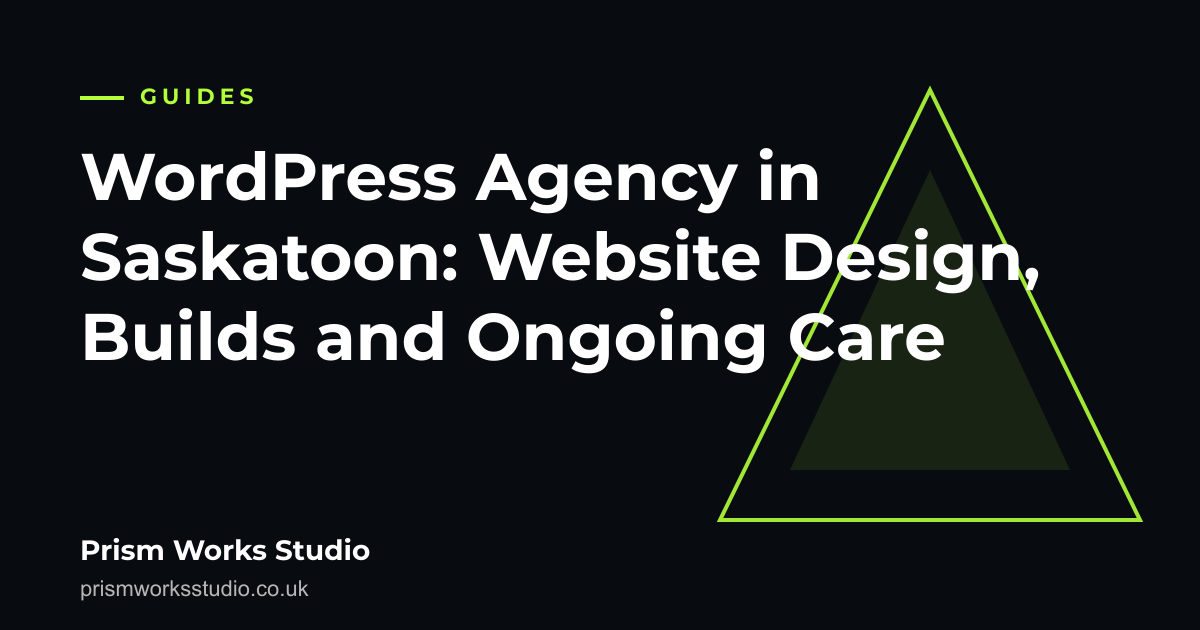 GUIDES
WordPress Agency in
Saskatoon: Website Design,
Builds and Ongoing Care
Prism Works Studio
prismworksstudio.co.uk